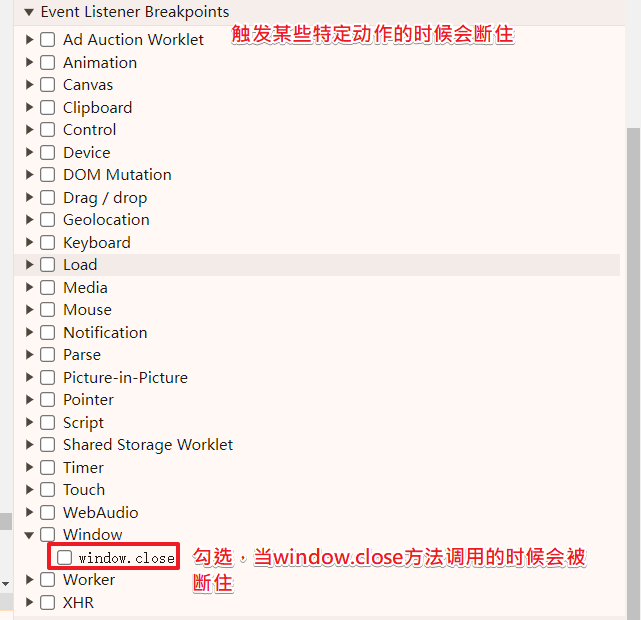 Event Listener Breakpoints
Ad Auction Worklet
触发某些特定动作的时候会断住
Animation
Canvas
Clipboard
Control
Device
DOM Mutation
Drag / drop
Geolocation
Keyboard
Load
Media
Mouse
Notification
Parse
Picture-in-Picture
Pointer
Script
Shared Storage Worklet
Timer
Touch
WebAudio
Window
window.close
勾选，当window.close方法调用的时候会被
断住
Worker
XHR